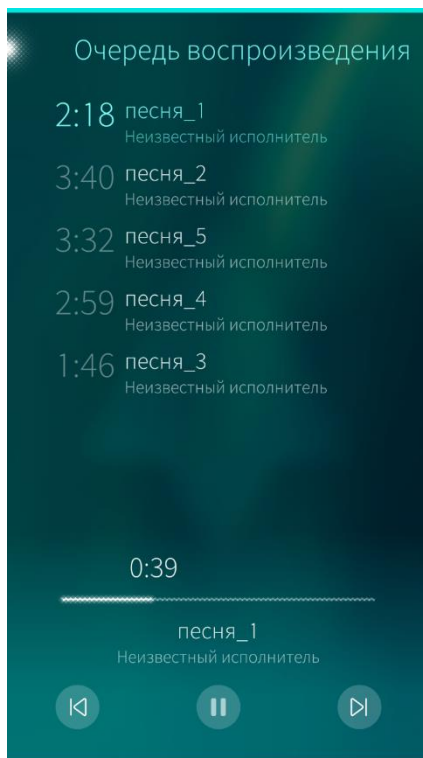 Очередь воспроизведения
2:18 песня_1
Неизвестный исполнитель
3:40 песня_2
Неизвестный исполнитель
3:32 песня_5
Неизвестный исполнитель
2:59 песня_4
Неизвестный исполнитель
1:46 песня_3
Неизвестный исполнитель
0:39
песня_1
Неизвестный исполнитель